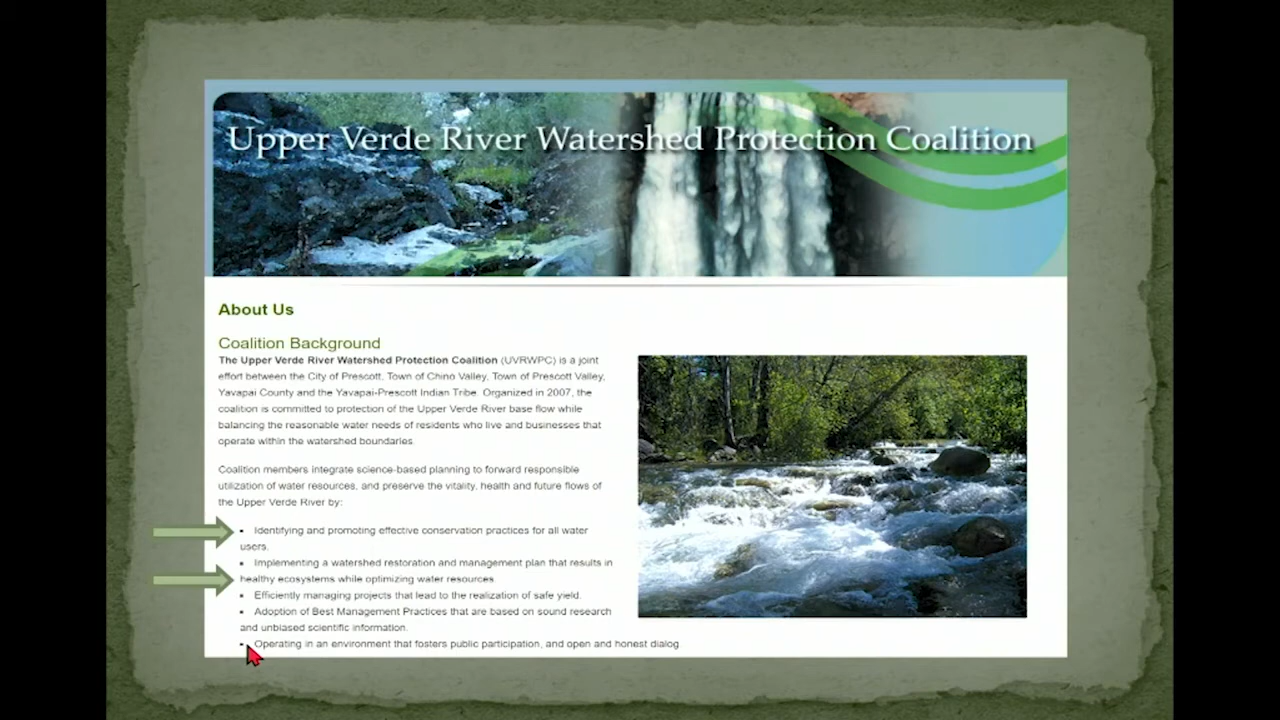 Upper Verde River Watershed Protection Coalition
About Us
Coalition Background
The Upper Verde River Watershed Protection Coalition (UVRWPC) is a joint
effort between the City of Prescott, Town of Chino Valley, Town of Prescott Valley,
Yavapai County and the Yavapai-Prescott Indian Tribe. Organized in 2007, the
coalition is committed to protection of the Upper Verde River base flow while
balancing the reasonable water needs of residents who live and businesses that
operate within the watershed boundaries.
Coalition members integrate science-based planning to forward responsible
utilization of water resources, and preserve the vitality, health and future flows of
the Upper Verde River by:
▪ Identifying and promoting effective conservation practices for all water
users.
▪ Implementing a watershed restoration and management plan that results in
healthy ecosystems while optimizing water resources
▪ Efficiently managing projects that lead to the realization of safe yield.
▪ Adoption of Best Management Practices that are based on sound research
and unbiased scientific information.
▪ Operating in an environment that fosters public participation, and open and honest dialog